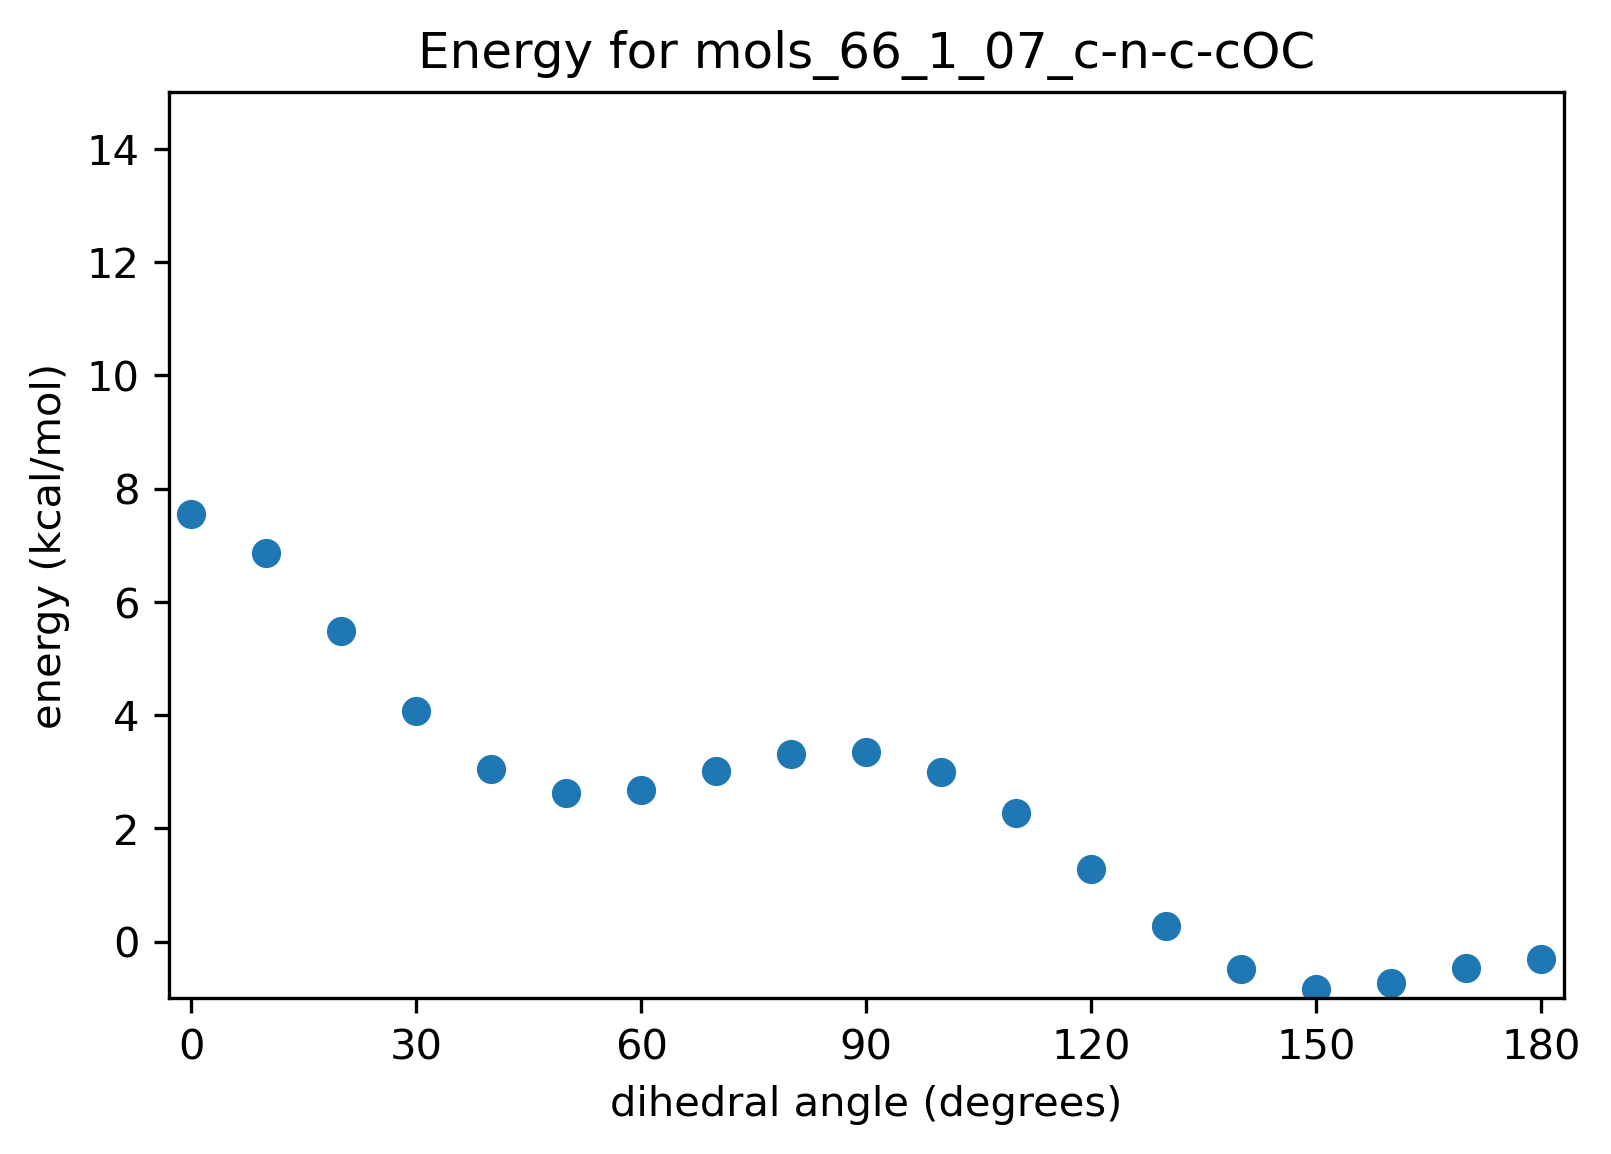 Energy for mols_66_1_07_c-n-c-cOC
energy (kcal/mol)
14
12
10
8
6
4
2
0
0 30 60 90 120 150 180
dihedral angle (degrees)